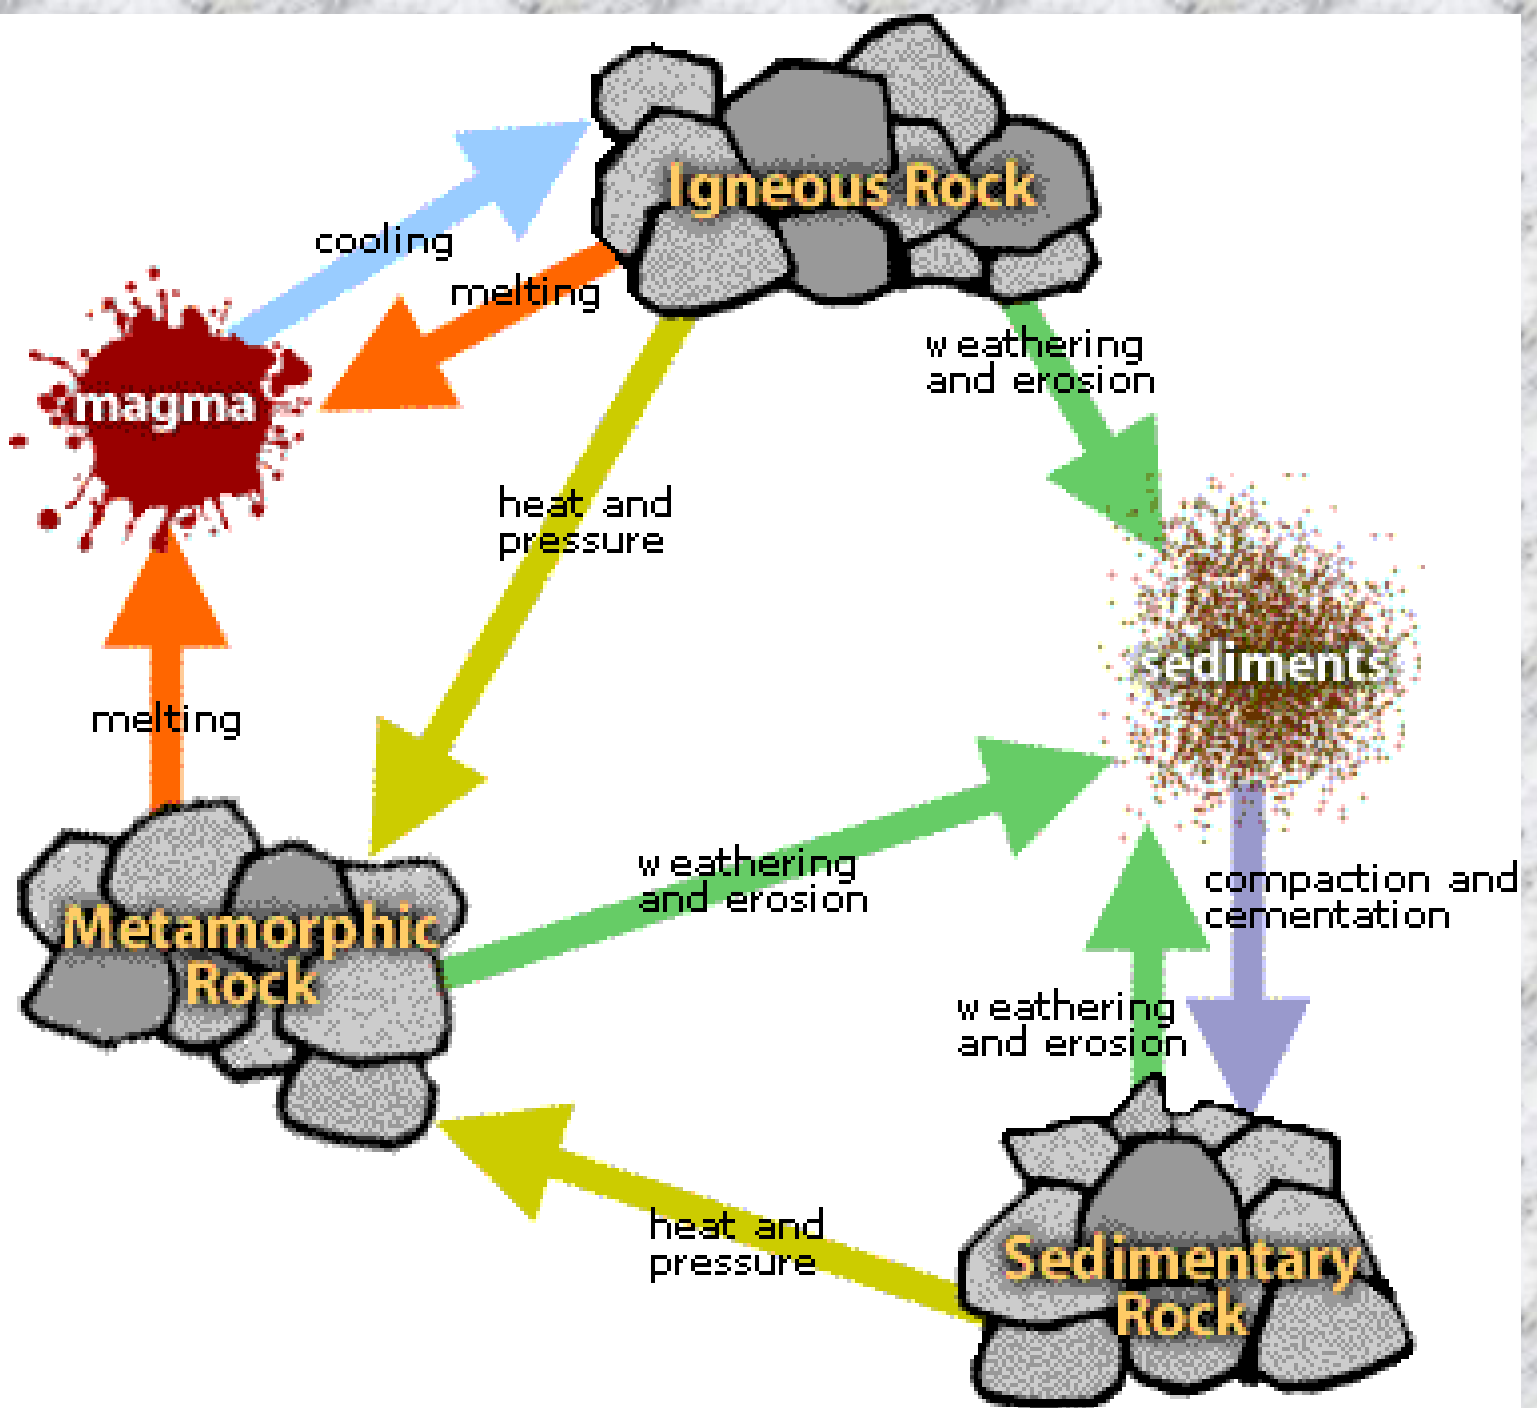 Igneous Rock
cooling
melting
weathering
and erosion
magma
heat and
pressure
sediments
melting
weathering
and erosion
compaction and
cementation
Metamorphic
Rock
weathering
and erosion
heat and
pressure
Sedimentary
Rock